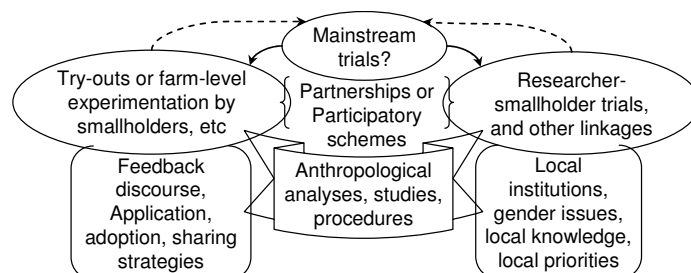 Mainstream
trials?
Try-outs or farm-level
experimentation by
smallholders, etc
Partnerships or
Participatory
schemes
Researcher-
smallholder trials,
and other linkages
Feedback
discourse,
Application,
adoption, sharing
strategies
Anthropological
analyses, studies,
procedures
Local
institutions,
gender issues,
local knowledge,
local priorities